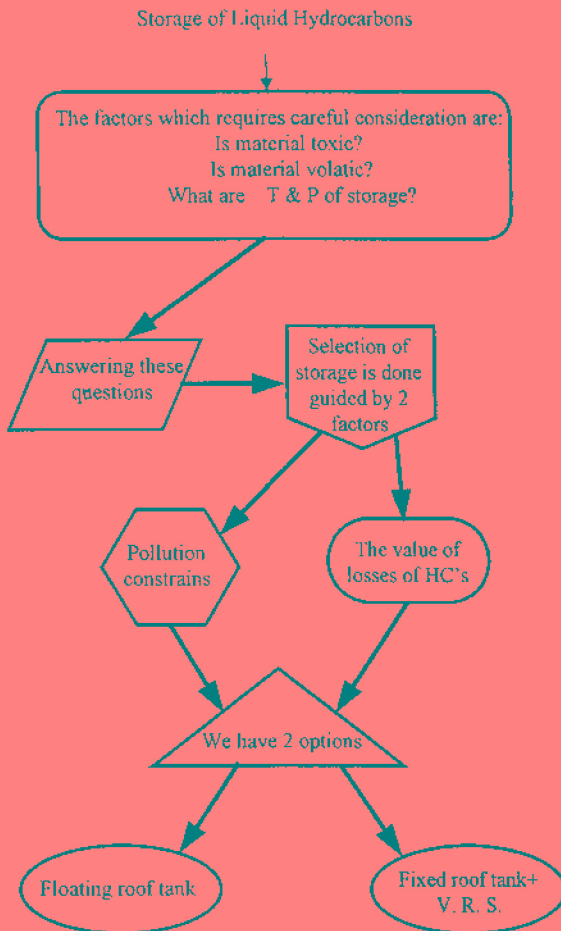 Storage of Liquid Hydrocarbons
The factors which requires careful consideration are:
Is material toxic?
Is material volatic?
What are T & P of storage?
Answering these
questions
Selection of
storage is done
guided by 2
factors
Pollution
constrains
The value of
losses of HC's
We have 2 options
Floating roof tank
Fixed roof tank+
V. R. S.